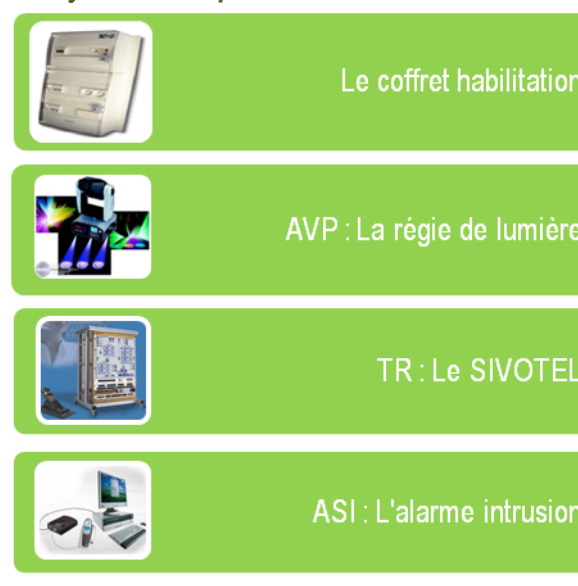 Le coffret habilitation
AVP : La régie de lumière
TR : Le SIVOTEL
ASI : L'alarme intrusion